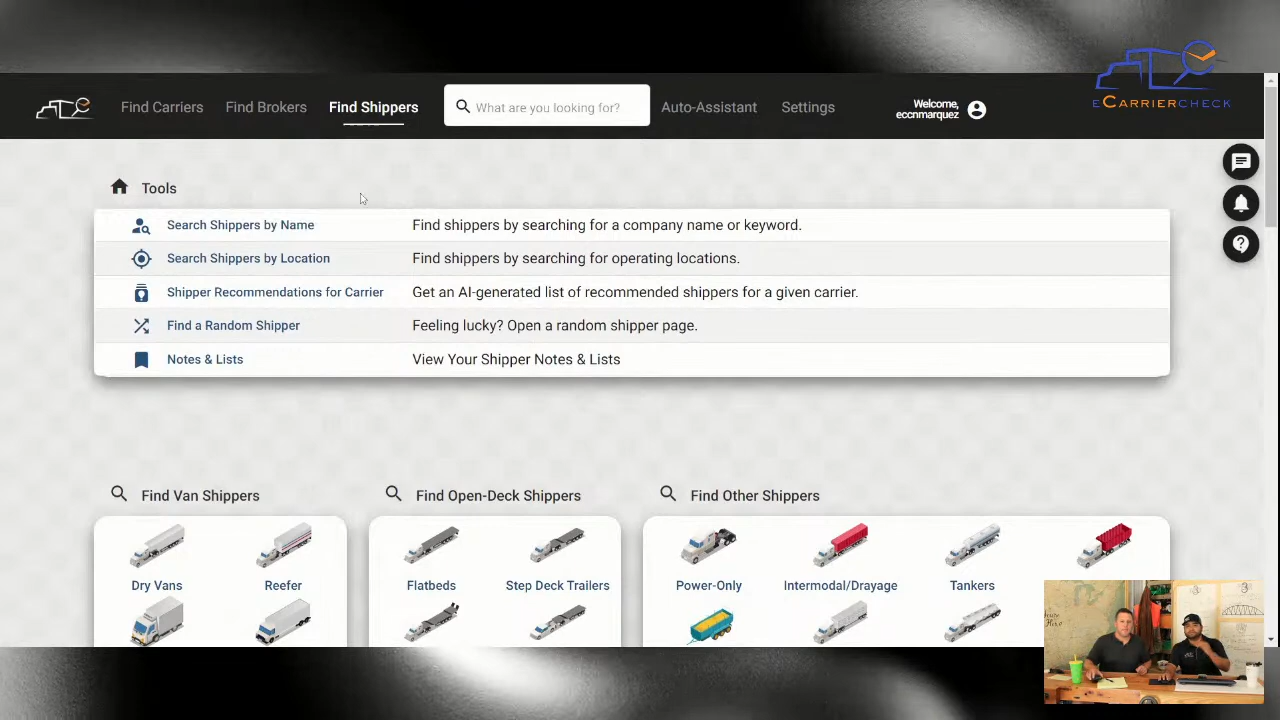 eCARRIERCHECK
Find Carriers
Find Brokers
Find Shippers
What are you looking for?
Auto-Assistant
Settings
Welcome,
eccnmarquez
Tools
Search Shippers by Name
Find shippers by searching for a company name or keyword.
Search Shippers by Location
Find shippers by searching for operating locations.
Shipper Recommendations for Carrier
Get an AI-generated list of recommended shippers for a given carrier.
Find a Random Shipper
Feeling lucky? Open a random shipper page.
Notes & Lists
View Your Shipper Notes & Lists
Find Van Shippers
Find Open-Deck Shippers
Find Other Shippers
Dry Vans
Reefer
Flatbeds
Step Deck Trailers
Power-Only
Intermodal/Drayage
Tankers